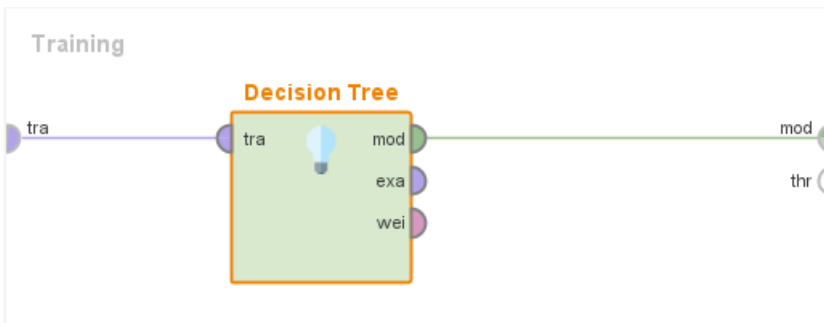 Training
Decision Tree
tra
tra
mod
mod
exa
thr
wei